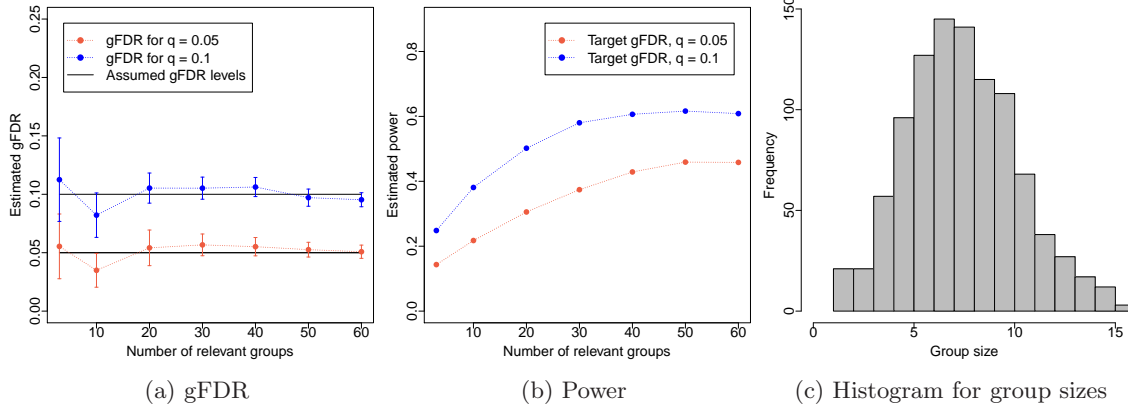 gFDR for q = 0.05
gFDR for q = 0.1
Assumed gFDR levels
Estimated gFDR
0.00
0.05
0.10
0.15
0.20
0.25
10 20 30 40 50 60
Number of relevant groups
(a) gFDR
Target gFDR, q = 0.05
Target gFDR, q = 0.1
Estimated power
0.0
0.2
0.4
0.6
0.8
10 20 30 40 50 60
Number of relevant groups
(b) Power
Frequency
0
50
100
150
0 5 10 15
Group size
(c) Histogram for group sizes